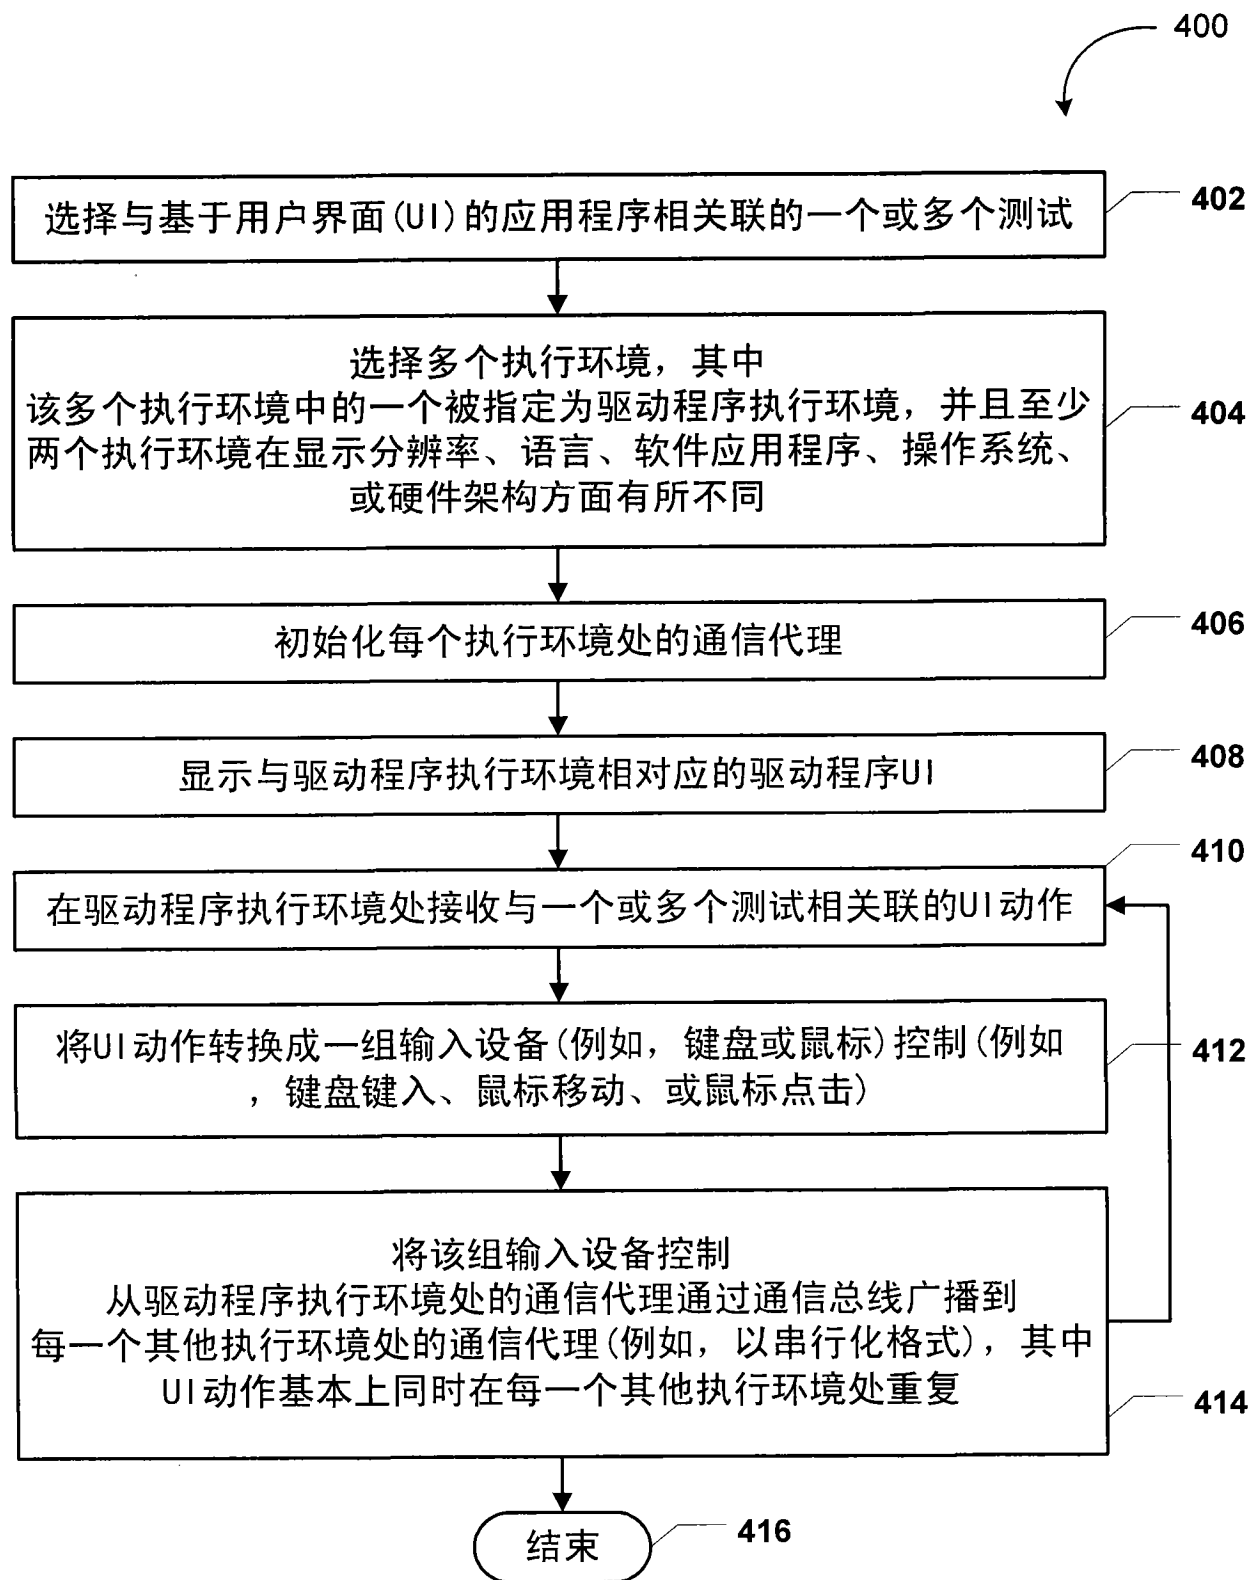 400
选择与基于用户界面(UI)的应用程序相关联的一个或多个测试
402
选择多个执行环境，其中
该多个执行环境中的一个被指定为驱动程序执行环境，并且至少
两个执行环境在显示分辨率、语言、软件应用程序、操作系统、
或硬件架构方面有所不同
404
初始化每个执行环境处的通信代理
406
显示与驱动程序执行环境相对应的驱动程序UI
408
410
在驱动程序执行环境处接收与一个或多个测试相关联的UI动作
将UI动作转换成一组输入设备(例如，键盘或鼠标)控制(例如
，键盘键入、鼠标移动、或鼠标点击)
412
将该组输入设备控制
从驱动程序执行环境处的通信代理通过通信总线广播到
每一个其他执行环境处的通信代理(例如，以串行化格式)，其中
UI动作基本上同时在每一个其他执行环境处重复
414
结束
416